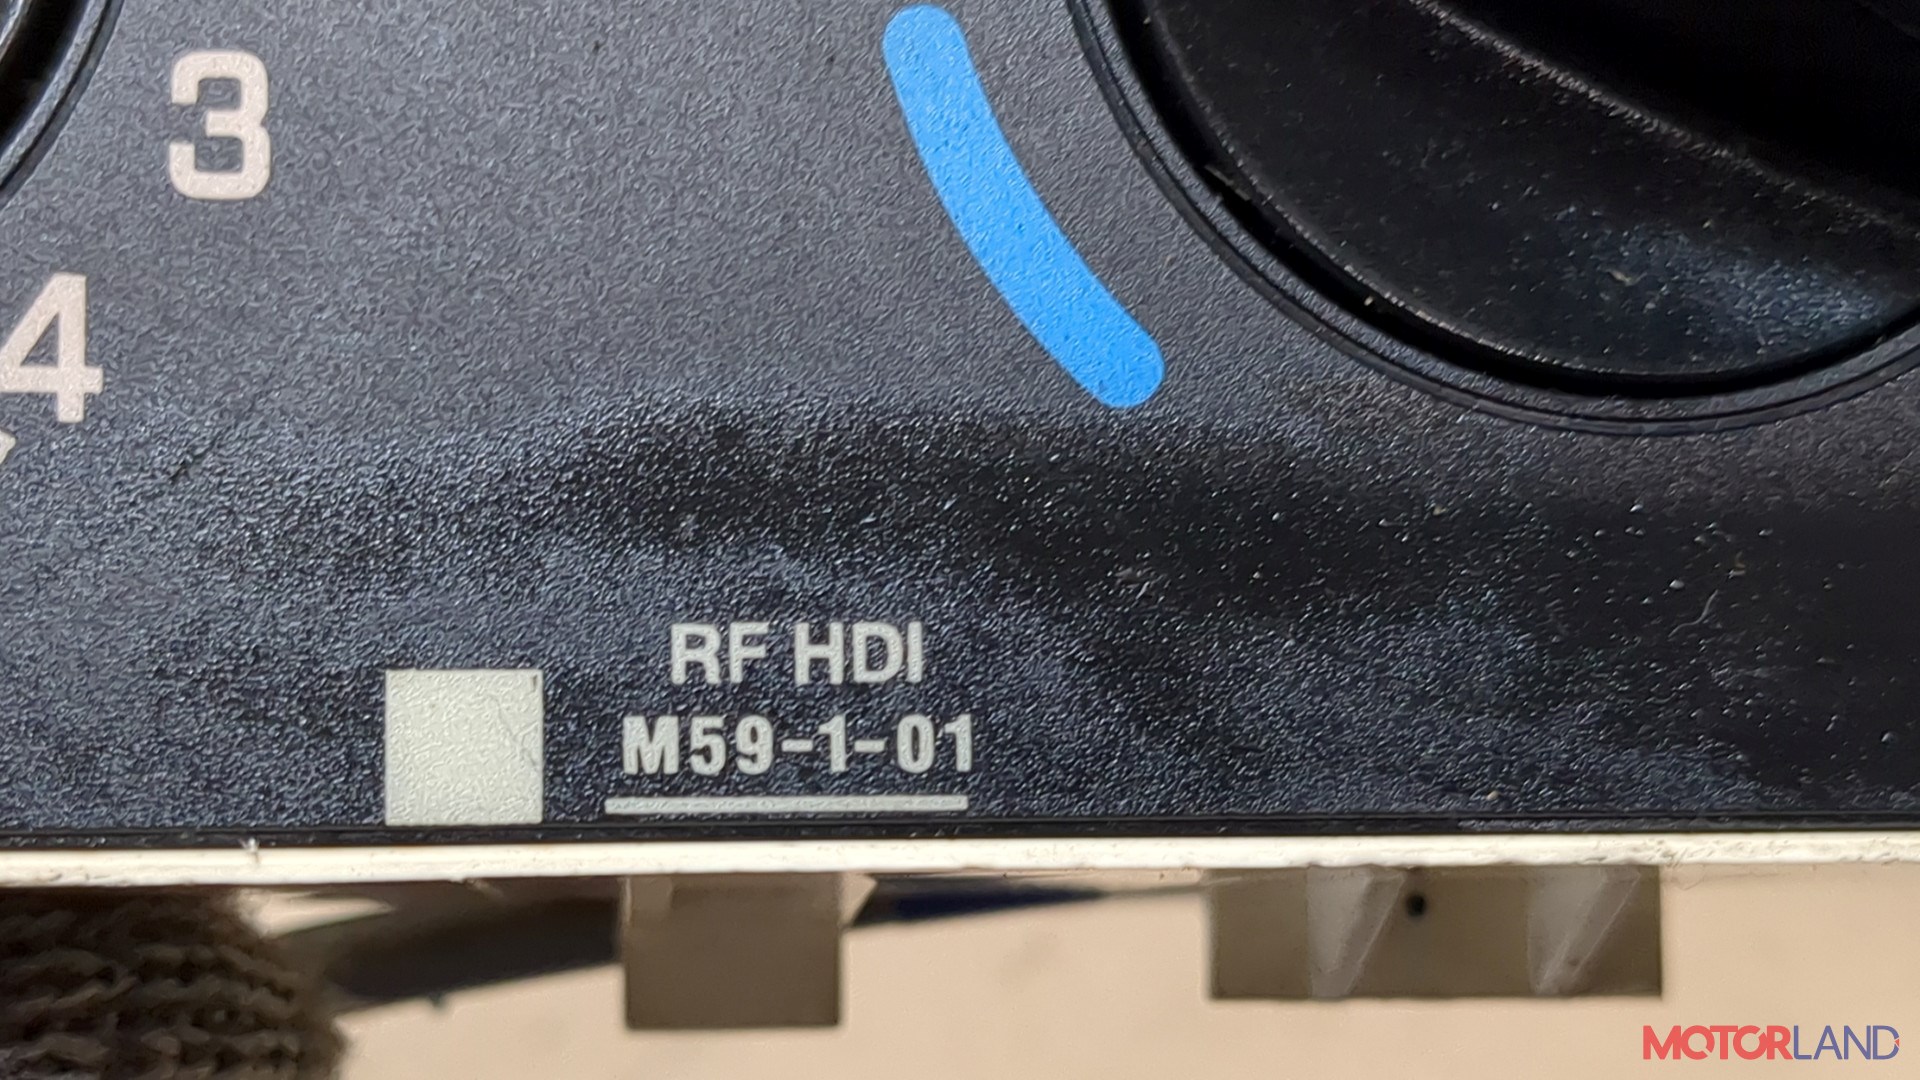 3
4
RF HDI
M59-1-01
MOTORLAND